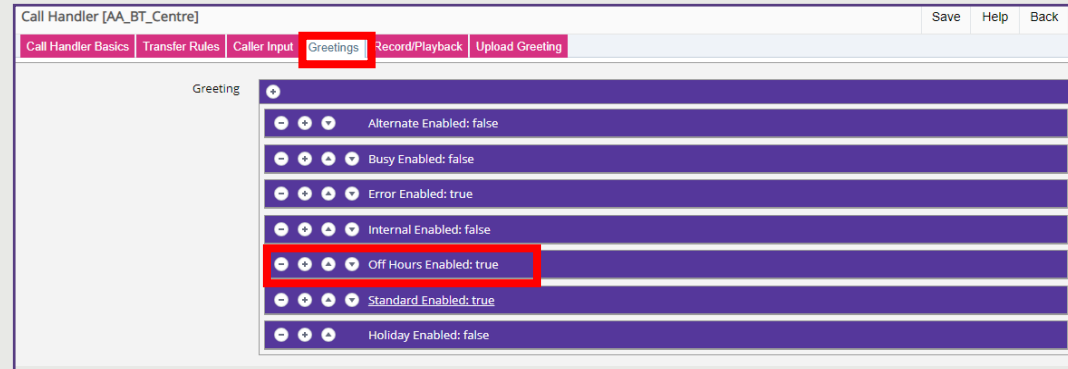 Call Handler [AA_BT_Centre] Save Help Back
Call Handler Basics Transfer Rules Caller Input Greetings Record/Playback Upload Greeting
Greeting
Alternate Enabled: false
Busy Enabled: false
Error Enabled: true
Internal Enabled: false
Off Hours Enabled: true
Standard Enabled: true
Holiday Enabled: false